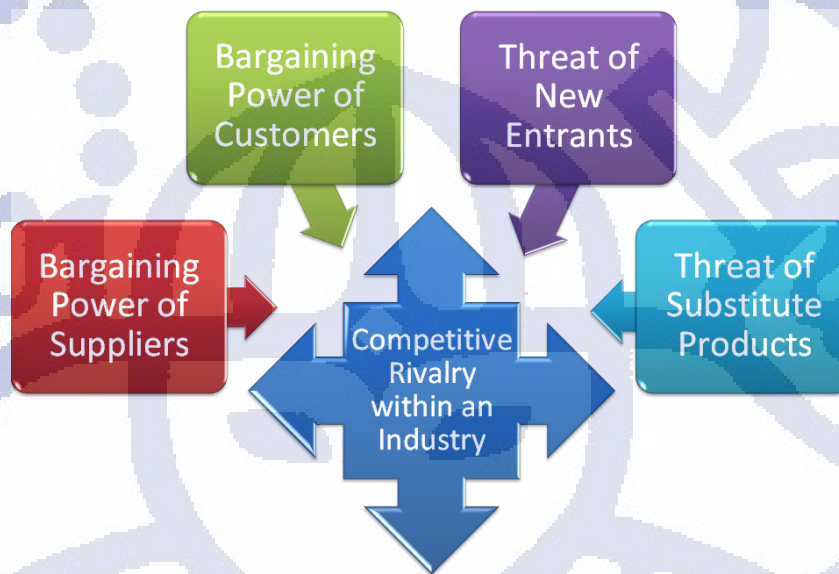 Bargaining
Power of
Customers
Threat of
New
Entrants
Bargaining
Power of
Suppliers
Threat of
Substitute
Products
Competitive
Rivalry
within an
Industry